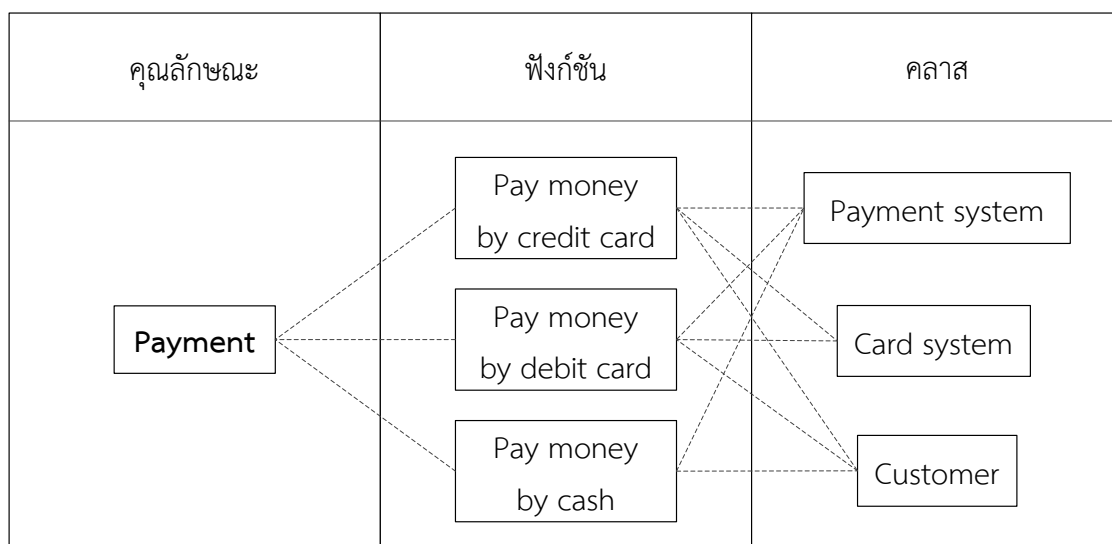 คุณลักษณะ
ฟังก์ชัน
คลาส
Payment
Pay money
by credit card
Pay money
by debit card
Pay money
by cash
Payment system
Card system
Customer